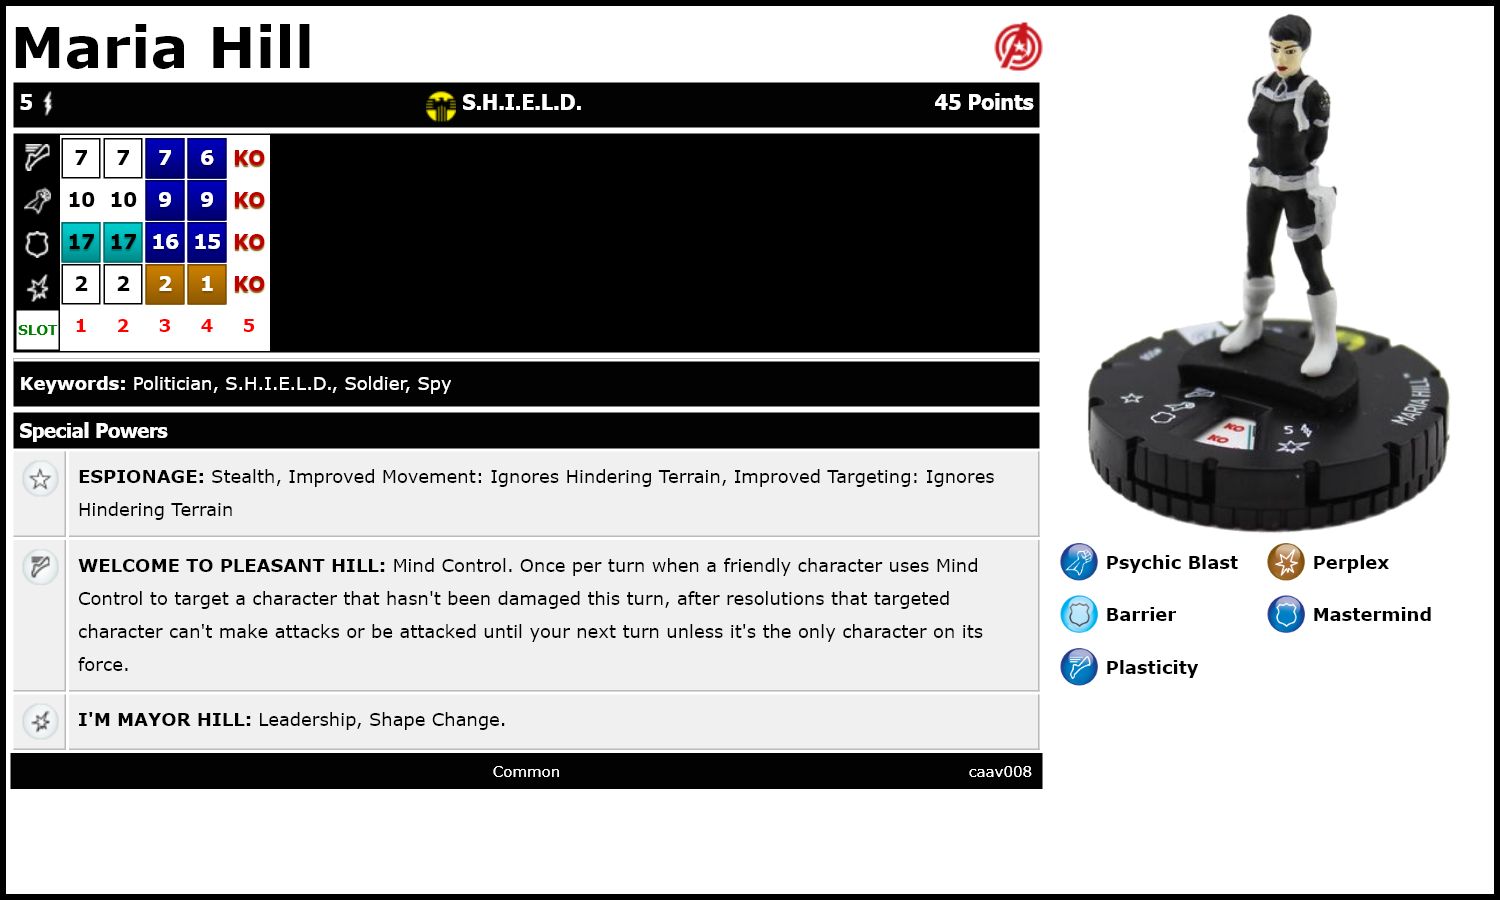 Maria Hill
5 S.H.I.E.L.D. 45 Points
7 7 7 6 KO
10 10 9 9 KO
17 17 16 15 KO
2 2 2 1 KO
SLOT 1 2 3 4 5
Keywords: Politician, S.H.I.E.L.D., Soldier, Spy
Special Powers
ESPIONAGE: Stealth, Improved Movement: Ignores Hindering Terrain, Improved Targeting: Ignores
Hindering Terrain
WELCOME TO PLEASANT HILL: Mind Control. Once per turn when a friendly character uses Mind
Control to target a character that hasn't been damaged this turn, after resolutions that targeted
character can't make attacks or be attacked until your next turn unless it's the only character on its
force.
I'M MAYOR HILL: Leadership, Shape Change.
Common caav008
MARIA HILL
5
KO
KO
Psychic Blast Perplex
Barrier Mastermind
Plasticity